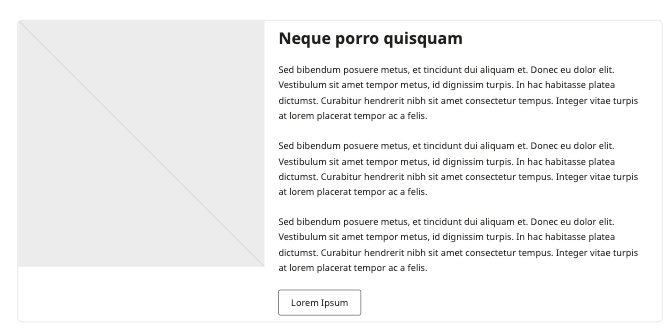 Neque porro quisquam
Sed bibendum posuere metus, et tincidunt dui aliquam et. Donec eu dolor elit.
Vestibulum sit amet tempor metus, id dignissim turpis. In hac habitasse platea
dictumst. Curabitur hendrerit nibh sit amet consectetur tempus. Integer vitae turpis
at lorem placerat tempor ac a felis.
Sed bibendum posuere metus, et tincidunt dui aliquam et. Donec eu dolor elit.
Vestibulum sit amet tempor metus, id dignissim turpis. In hac habitasse platea
dictumst. Curabitur hendrerit nibh sit amet consectetur tempus. Integer vitae turpis
at lorem placerat tempor ac a felis.
Sed bibendum posuere metus, et tincidunt dui aliquam et. Donec eu dolor elit.
Vestibulum sit amet tempor metus, id dignissim turpis. In hac habitasse platea
dictumst. Curabitur hendrerit nibh sit amet consectetur tempus. Integer vitae turpis
at lorem placerat tempor ac a felis.
Lorem Ipsum